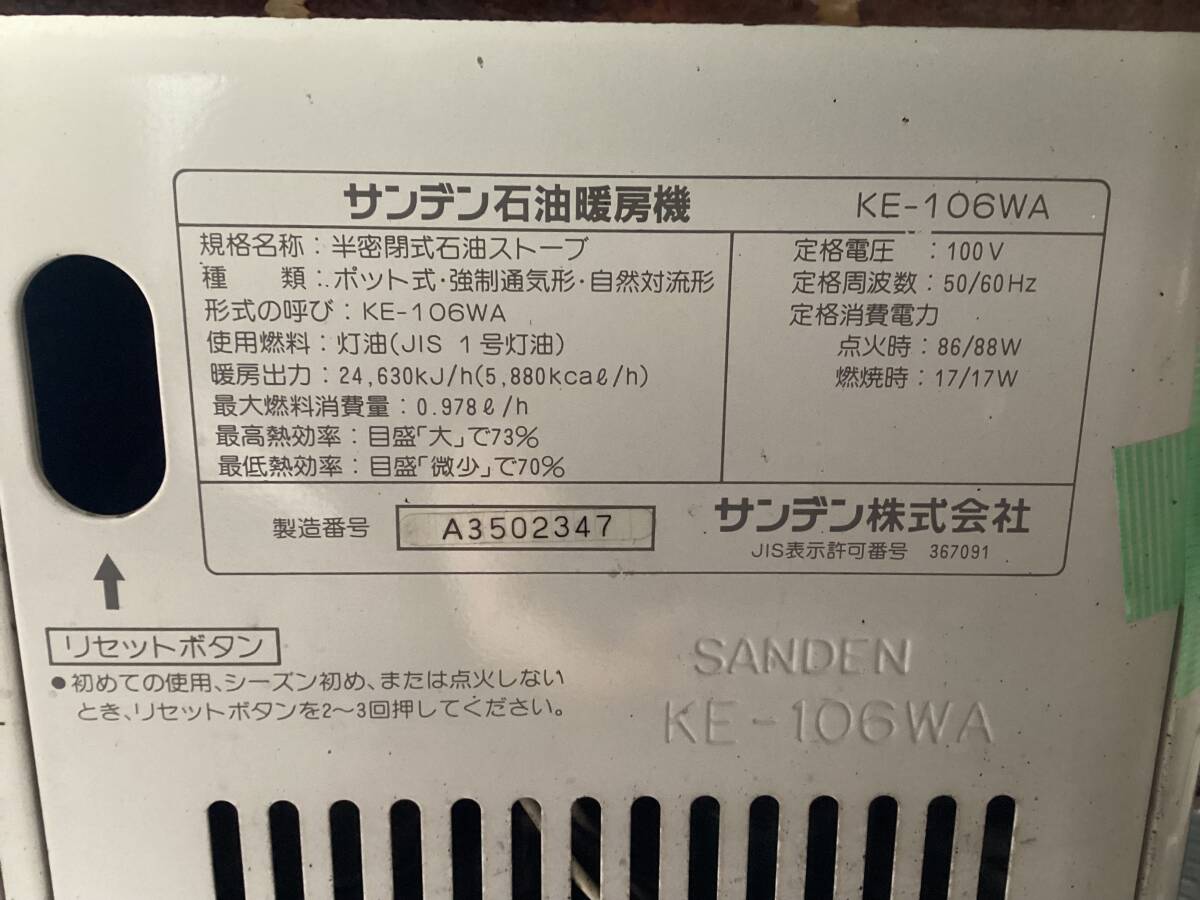 サンデン石油暖房機 KE-106WA
規格名称：半密閉式石油ストーブ
種 類：ポット式・強制通気形・自然対流形
形式の呼び：KE-106WA
使用燃料：灯油(JIS 1号灯油)
暖房出力：24,630kJ/h(5,880kcaℓ/h)
最大燃料消費量：0.978ℓ/h
最高熱効率：目盛「大」で73%
最低熱効率：目盛「微少」で70%
定格電圧 ：100V
定格周波数：50/60Hz
定格消費電力
点火時：86/88W
燃焼時：17/17W
製造番号 A3502347
サンデン株式会社
JIS表示許可番号 367091
リセットボタン
●初めての使用、シーズン初め、または点火しない
とき、リセットボタンを2〜3回押してください。
SANDEN
KE-106WA